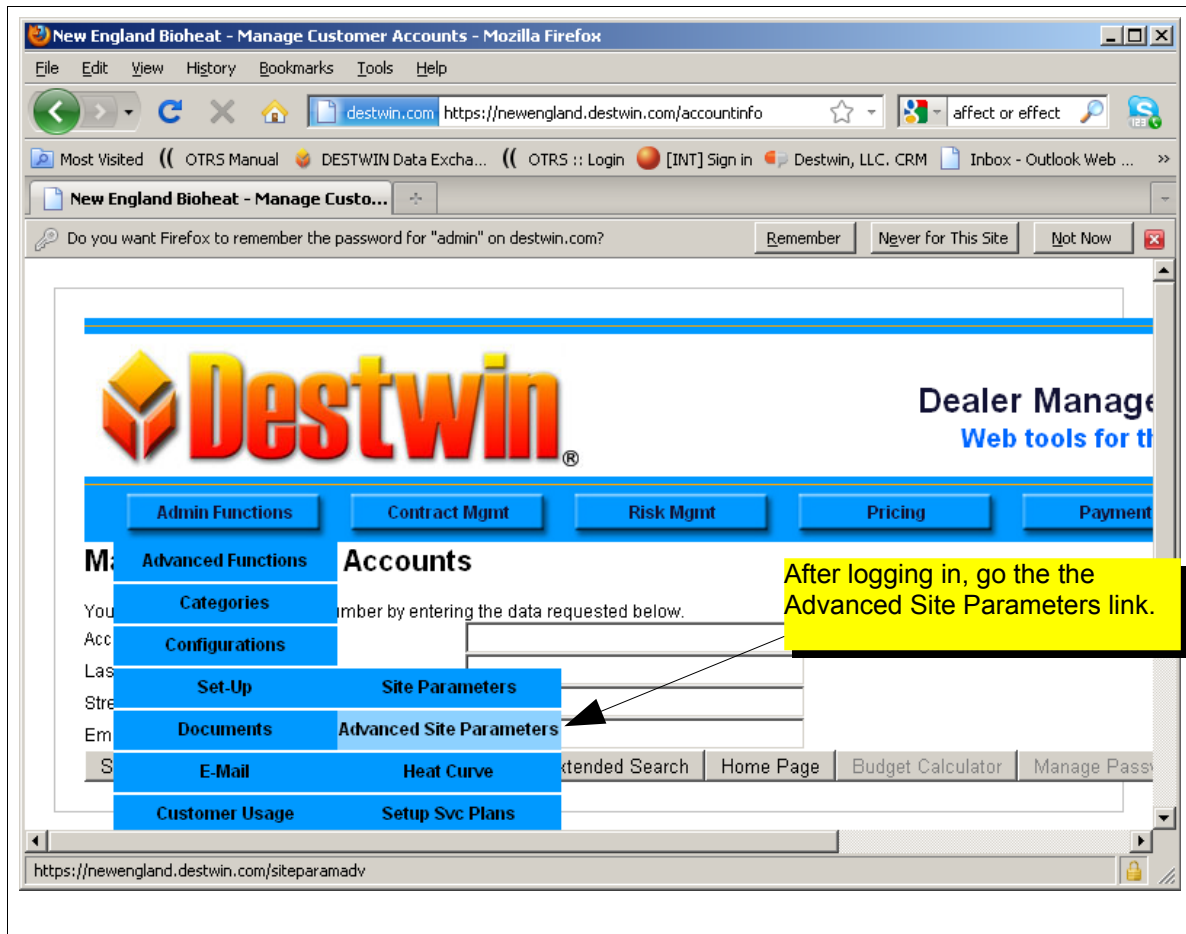 New England Bioheat - Manage Customer Accounts - Mozilla Firefox
File Edit View History Bookmarks Tools Help
destwin.com https://newengland.destwin.com/accountinfo affect or effect
Most Visited OTRS Manual DESTWIN Data Excha... OTRS :: Login [INT] Sign in Destwin, LLC. CRM Inbox - Outlook Web ... »
New England Bioheat - Manage Custo...
Do you want Firefox to remember the password for "admin" on destwin.com? Remember Never for This Site Not Now
Destwin ®
Dealer Manage
Web tools for th
Admin Functions Contract Mgmt Risk Mgmt Pricing Payment
Ma Advanced Functions Accounts
After logging in, go the the
Advanced Site Parameters link.
You Categories mber by entering the data requested below.
Acc Configurations
Las
Set-Up Site Parameters
Stre
Em Documents Advanced Site Parameters
S E-Mail Heat Curve xtended Search Home Page Budget Calculator Manage Passw
Customer Usage Setup Svc Plans
https://newengland.destwin.com/siteparamadv